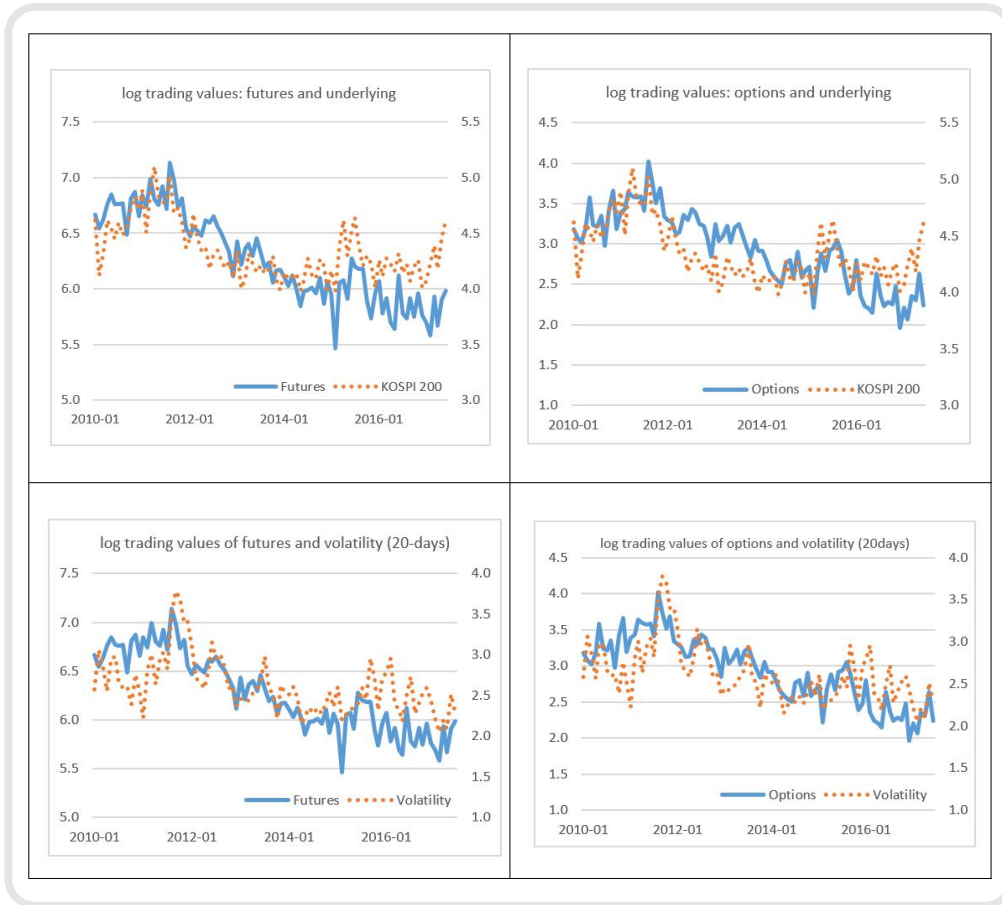 log trading values: futures and underlying
7.5 5.5
7.0 5.0
6.5 4.5
6.0 4.0
5.5 3.5
5.0 3.0
Futures KOSPI 200
2010-01 2012-01 2014-01 2016-01
log trading values: options and underlying
4.5 5.5
4.0 5.0
3.5
3.0 4.5
2.5 4.0
2.0
1.5 3.5
1.0 3.0
Options KOSPI 200
2010-01 2012-01 2014-01 2016-01
log trading values of futures and volatility (20-days)
7.5 4.0
7.0 3.5
6.5 3.0
2.5
6.0 2.0
5.5 1.5
5.0 1.0
Futures Volatility
2010-01 2012-01 2014-01 2016-01
log trading values of options and volatility (20days)
4.5 4.0
4.0 3.5
3.5 3.0
3.0
2.5 2.5
2.0 2.0
1.5 1.5
1.0 1.0
Options Volatility
2010-01 2012-01 2014-01 2016-01